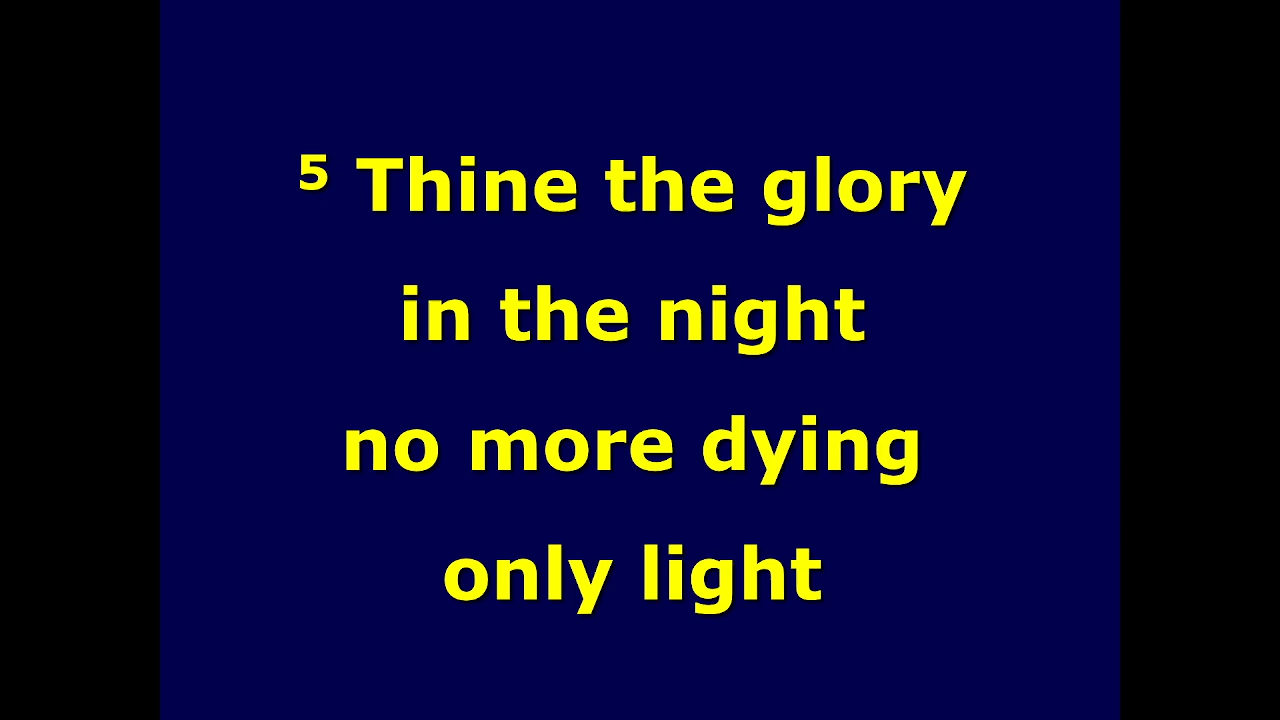 5 Thine the glory
in the night
no more dying
only light